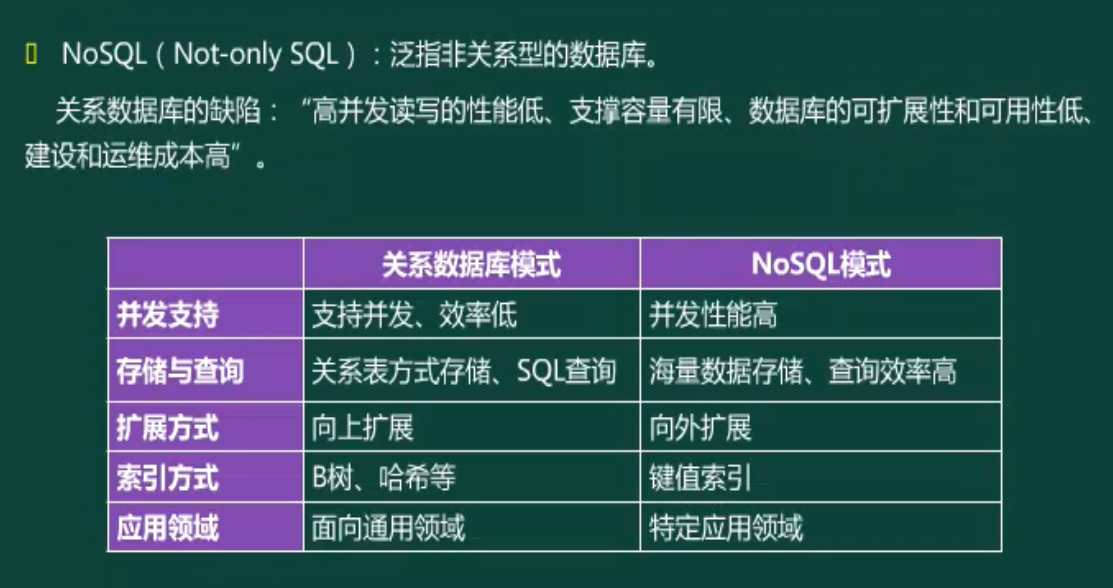 NoSQL（Not-only SQL）：泛指非关系型的数据库。
关系数据库的缺陷：“高并发读写的性能低、支撑容量有限、数据库的可扩展性和可用性低、
建设和运维成本高”。
关系数据库模式 NoSQL模式
并发支持 支持并发、效率低 并发性能高
存储与查询 关系表方式存储、SQL查询 海量数据存储、查询效率高
扩展方式 向上扩展 向外扩展
索引方式 B树、哈希等 键值索引
应用领域 面向通用领域 特定应用领域